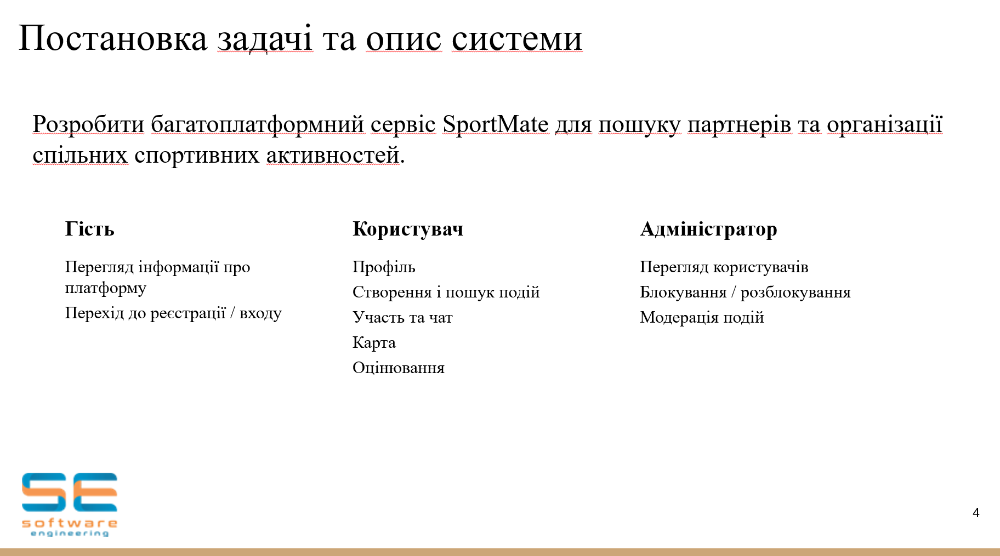 Постановка задачі та опис системи
Розробити багатоплатформний сервіс SportMate для пошуку партнерів та організації
спільних спортивних активностей.
Гість
Перегляд інформації про
платформу
Перехід до реєстрації / входу
Користувач
Профіль
Створення і пошук подій
Участь та чат
Карта
Оцінювання
Адміністратор
Перегляд користувачів
Блокування / розблокування
Модерація подій
SE
software
engineering
4